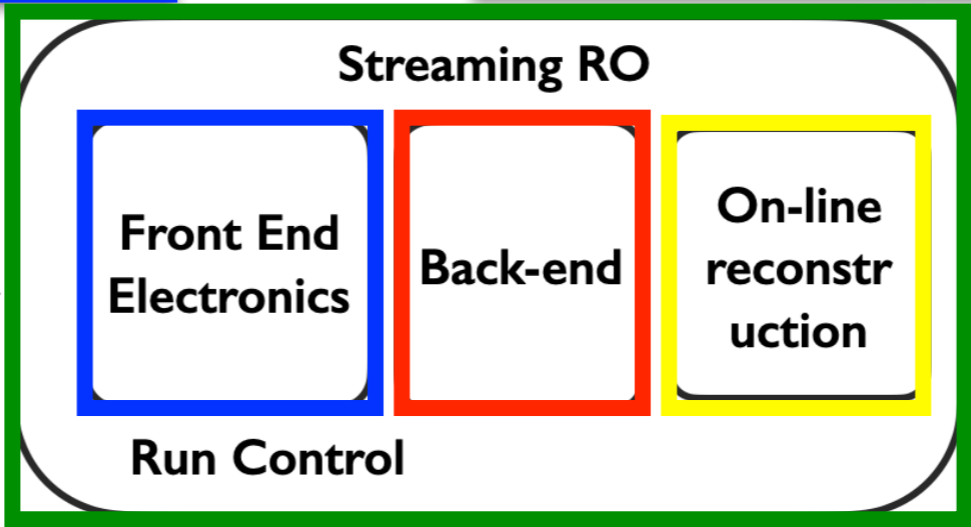 Streaming RO
Front End
Electronics
Back-end
On-line
reconstr
uction
Run Control